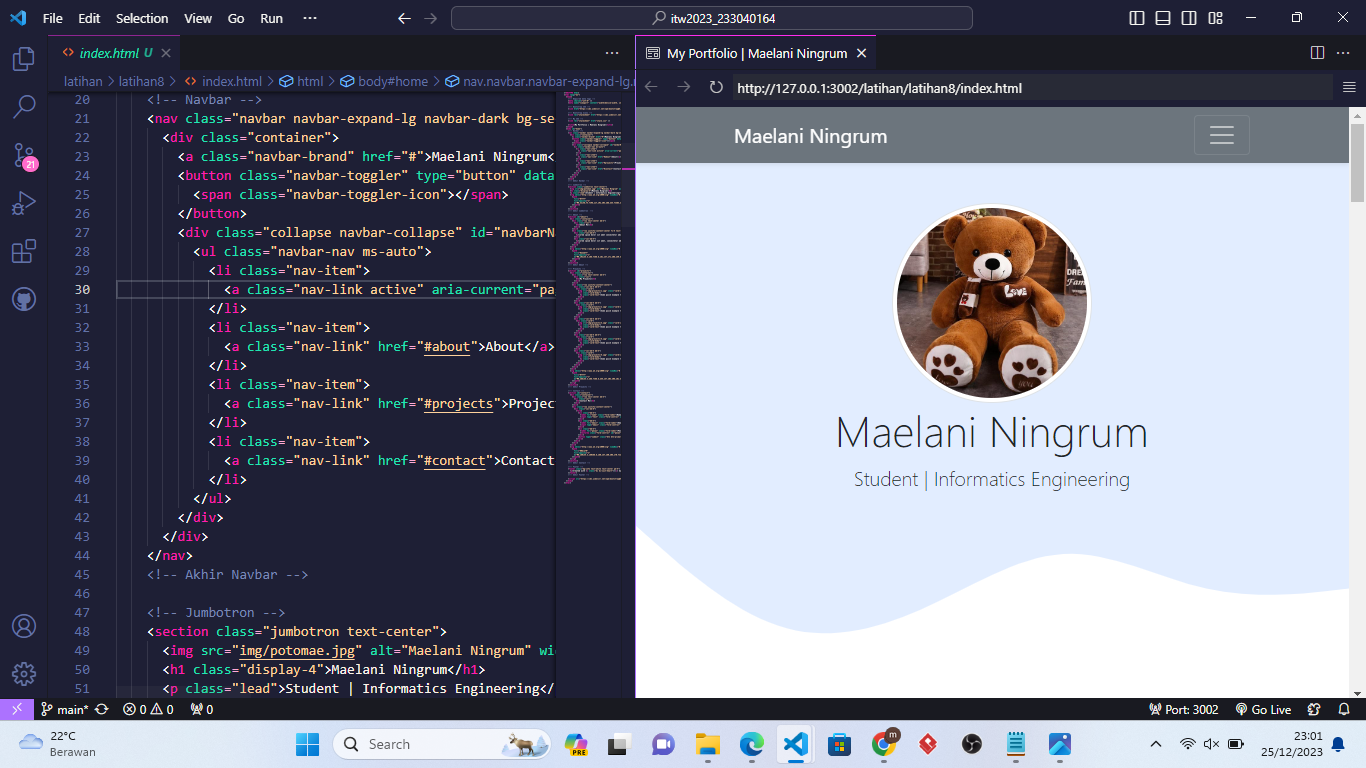 File Edit Selection View Go Run ···
itw2023_233040164
index.html U
latihan > latihan8 > index.html > html > body#home > nav.navbar.navbar-expand-lg.
20 <!-- Navbar -->
21 <nav class="navbar navbar-expand-lg navbar-dark bg-se
22 <div class="container">
23 <a class="navbar-brand" href="#">Maelani Ningrum<
24 <button class="navbar-toggler" type="button" data
25 <span class="navbar-toggler-icon"></span>
26 </button>
27 <div class="collapse navbar-collapse" id="navbarN
28 <ul class="navbar-nav ms-auto">
29 <li class="nav-item">
30 <a class="nav-link active" aria-current="pa
31 </li>
32 <li class="nav-item">
33 <a class="nav-link" href="#about">About</a>
34 </li>
35 <li class="nav-item">
36 <a class="nav-link" href="#projects">Projec
37 </li>
38 <li class="nav-item">
39 <a class="nav-link" href="#contact">Contact
40 </li>
41 </ul>
42 </div>
43 </div>
44 </nav>
45 <!-- Akhir Navbar -->
46
47 <!-- Jumbotron -->
48 <section class="jumbotron text-center">
49 <img src="img/potomae.jpg" alt="Maelani Ningrum" wi
50 <h1 class="display-4">Maelani Ningrum</h1>
51 <p class="lead">Student | Informatics Engineering</
21
My Portfolio | Maelani Ningrum
http://127.0.0.1:3002/latihan/latihan8/index.html
Maelani Ningrum
LOVE
Maelani Ningrum
Student | Informatics Engineering
main* 0 0 0
Port: 3002 Go Live
22°C
Berawan
Search
PRE
m
23:01
25/12/2023